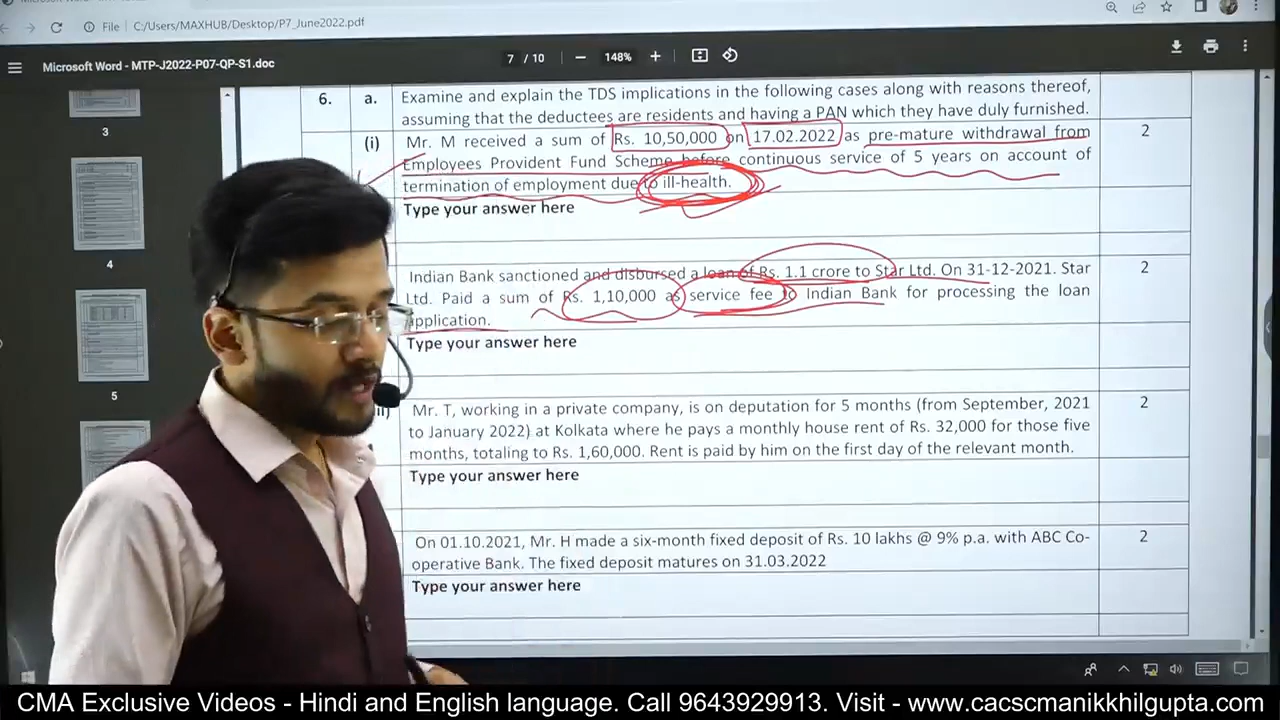 File
C:/Users/MAXHUB/Desktop/P7_June2022.pdf
Microsoft Word - MTP-J2022-P07-QP-S1.doc
7 / 10
148%
3
4
5
6.
a.
Examine and explain the TDS implications in the following cases along with reasons thereof,
assuming that the deductees are residents and having a PAN which they have duly furnished.
(i)
Mr. M received a sum of Rs. 10,50,000 on 17.02.2022 as pre-mature withdrawal from
Employees Provident Fund Scheme before continuous service of 5 years on account of
termination of employment due to ill-health.
2
Type your answer here
Indian Bank sanctioned and disbursed a loan of Rs. 1.1 crore to Star Ltd. On 31-12-2021. Star
Ltd. Paid a sum of Rs. 1,10,000 as service fee to Indian Bank for processing the loan
application.
2
Type your answer here
Mr. T, working in a private company, is on deputation for 5 months (from September, 2021
to January 2022) at Kolkata where he pays a monthly house rent of Rs. 32,000 for those five
months, totaling to Rs. 1,60,000. Rent is paid by him on the first day of the relevant month.
2
Type your answer here
On 01.10.2021, Mr. H made a six-month fixed deposit of Rs. 10 lakhs @ 9% p.a. with ABC Co-
operative Bank. The fixed deposit matures on 31.03.2022
2
Type your answer here
CMA Exclusive Videos - Hindi and English language. Call 9643929913. Visit - www.cacscmanikkhilgupta.com